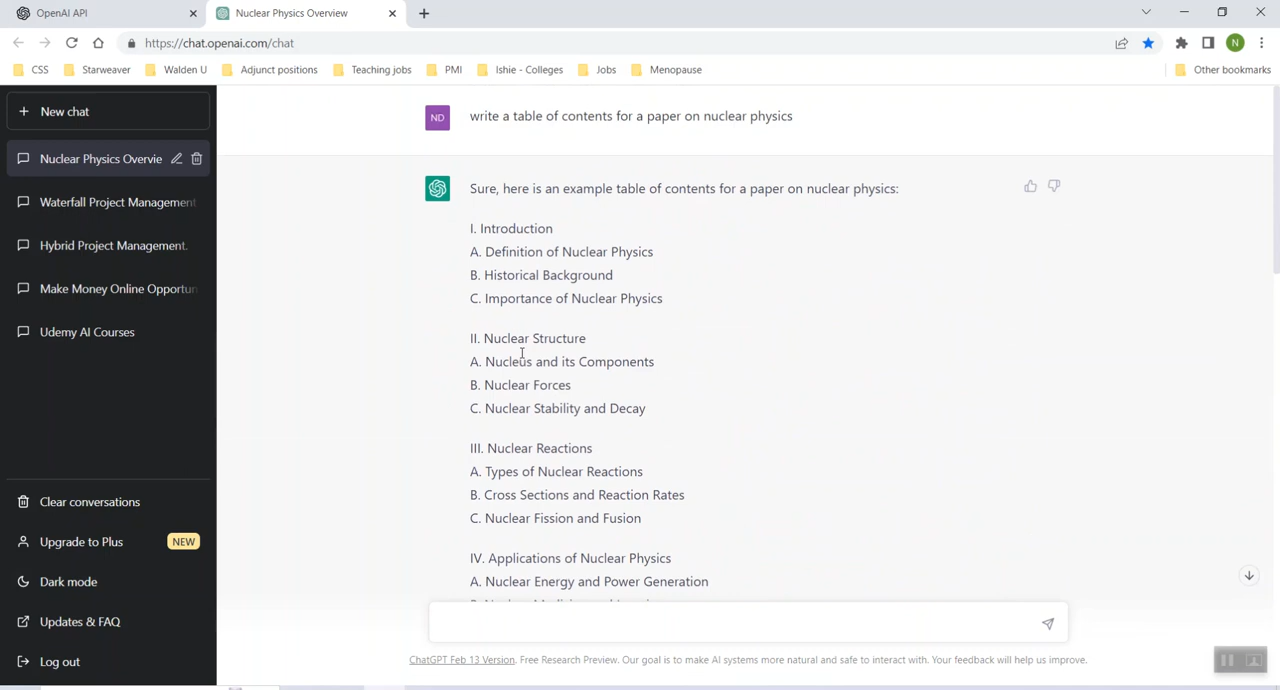 OpenAI API
Nuclear Physics Overview
https://chat.openai.com/chat
N
CSS
Starweaver
Walden U
Adjunct positions
Teaching jobs
PMI
Ishie - Colleges
Jobs
Menopause
Other bookmarks
New chat
Nuclear Physics Overvie
Waterfall Project Management
Hybrid Project Management.
Make Money Online Opportun
Udemy AI Courses
Clear conversations
Upgrade to Plus
NEW
Dark mode
Updates & FAQ
Log out
ND
write a table of contents for a paper on nuclear physics
Sure, here is an example table of contents for a paper on nuclear physics:
I. Introduction
A. Definition of Nuclear Physics
B. Historical Background
C. Importance of Nuclear Physics
II. Nuclear Structure
A. Nucleus and its Components
B. Nuclear Forces
C. Nuclear Stability and Decay
III. Nuclear Reactions
A. Types of Nuclear Reactions
B. Cross Sections and Reaction Rates
C. Nuclear Fission and Fusion
IV. Applications of Nuclear Physics
A. Nuclear Energy and Power Generation
ChatGPT Feb 13 Version. Free Research Preview. Our goal is to make AI systems more natural and safe to interact with. Your feedback will help us improve.